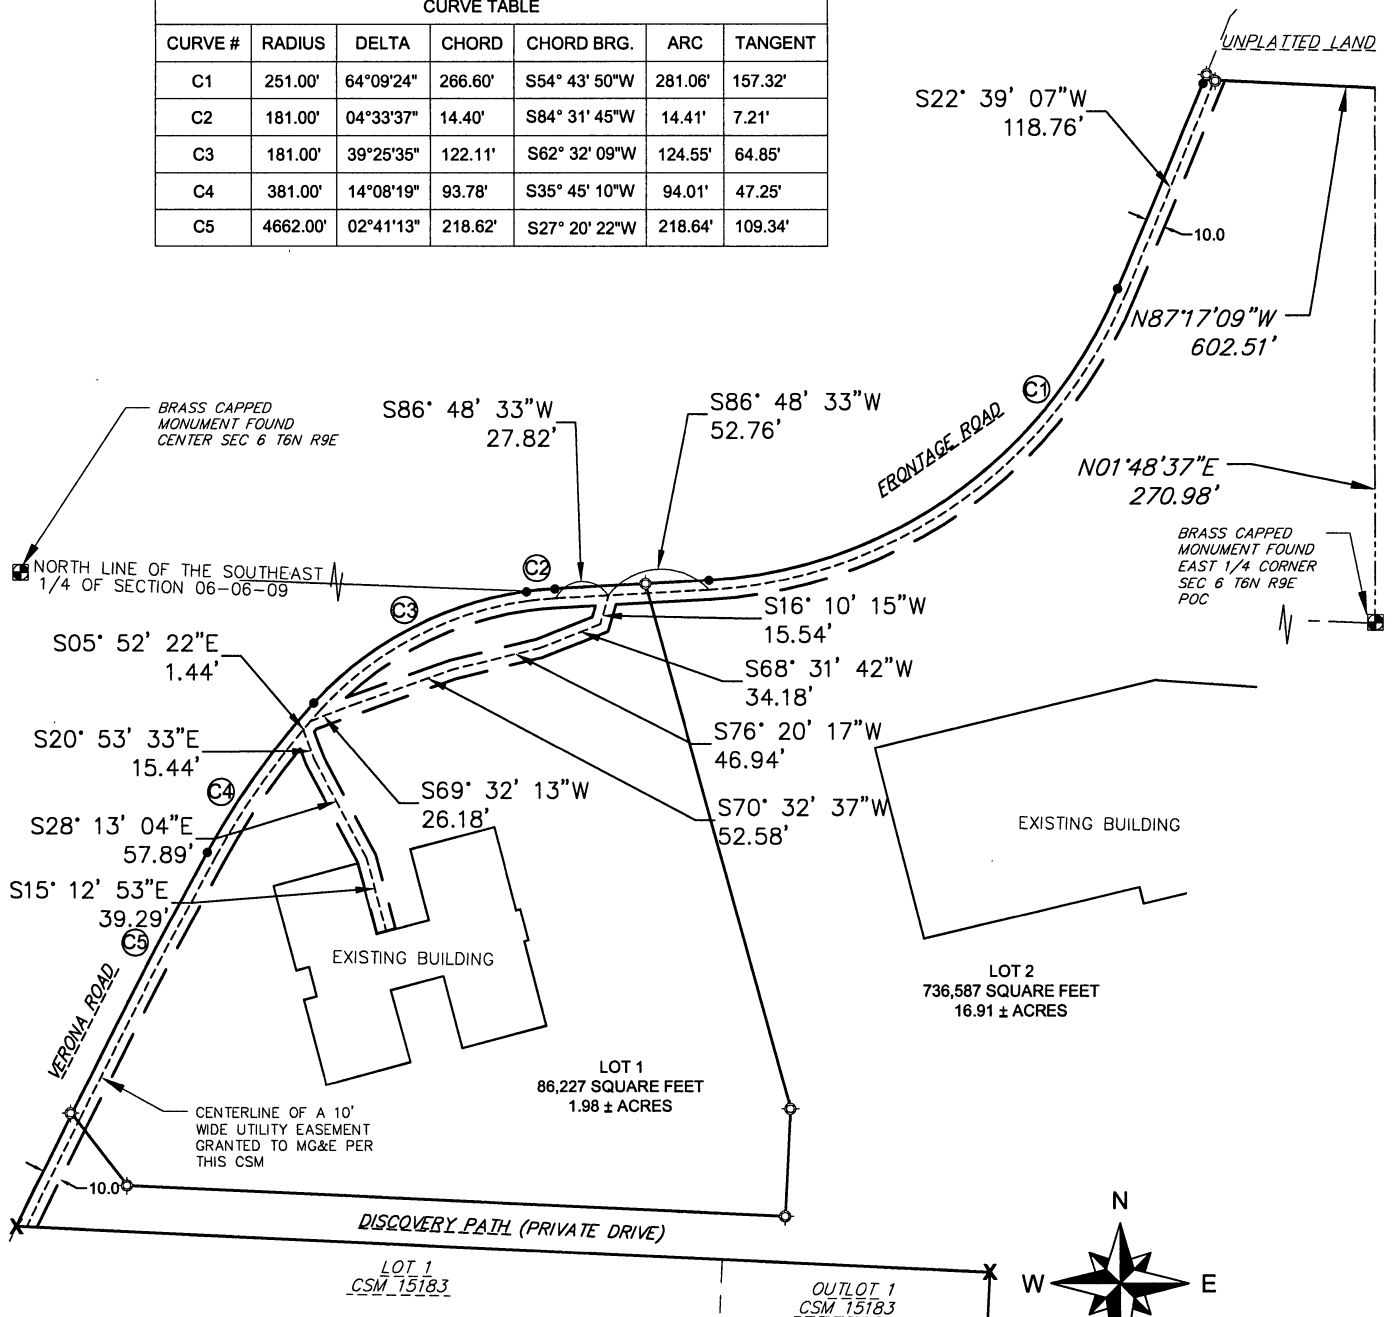 CURVE TABLE
CURVE # RADIUS DELTA CHORD CHORD BRG. ARC TANGENT
C1 251.00' 64°09'24" 266.60' S54° 43' 50"W 281.06' 157.32'
C2 181.00' 04°33'37" 14.40' S84° 31' 45"W 14.41' 7.21'
C3 181.00' 39°25'35" 122.11' S62° 32' 09"W 124.55' 64.85'
C4 381.00' 14°08'19" 93.78' S35° 45' 10"W 94.01' 47.25'
C5 4662.00' 02°41'13" 218.62' S27° 20' 22"W 218.64' 109.34'
UNPLATTED LAND
S22° 39' 07"W
118.76'
10.0
N87°17'09"W
602.51'
C1
FRONTAGE ROAD
N01°48'37"E
270.98'
BRASS CAPPED
MONUMENT FOUND
CENTER SEC 6 T6N R9E
S86° 48' 33"W
27.82'
S86° 48' 33"W
52.76'
BRASS CAPPED
MONUMENT FOUND
EAST 1/4 CORNER
SEC 6 T6N R9E
POC
NORTH LINE OF THE SOUTHEAST
1/4 OF SECTION 06-06-09
C2
C3
S16° 10' 15"W
15.54'
S05° 52' 22"E
1.44'
S68° 31' 42"W
34.18'
S20° 53' 33"E
15.44'
S76° 20' 17"W
46.94'
C4
S69° 32' 13"W
26.18'
S70° 32' 37"W
52.58'
S28° 13' 04"E
57.89'
EXISTING BUILDING
S15° 12' 53"E
39.29'
C5
EXISTING BUILDING
LOT 2
736,587 SQUARE FEET
16.91 ± ACRES
VERONA ROAD
LOT 1
86,227 SQUARE FEET
1.98 ± ACRES
CENTERLINE OF A 10'
WIDE UTILITY EASEMENT
GRANTED TO MG&E PER
THIS CSM
10.0
DISCOVERY PATH (PRIVATE DRIVE)
LOT 1
CSM 15183
OUTLOT 1
CSM 15183
N
W E